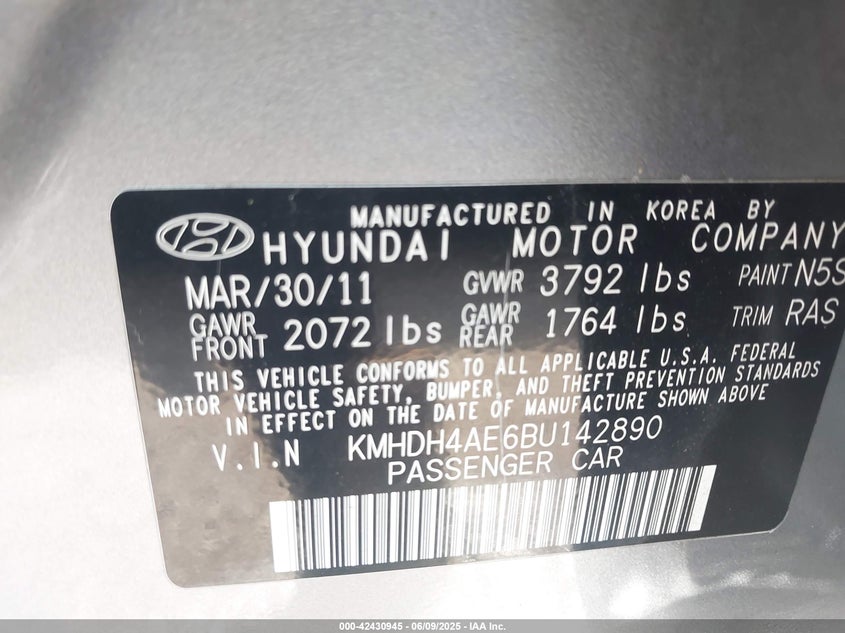 MANUFACTURED IN KOREA BY
HYUNDAI MOTOR COMPANY
MAR/30/11 GVWR 3792 lbs PAINT N5S
GAWR FRONT 2072 lbs GAWR REAR 1764 lbs TRIM RAS
THIS VEHICLE CONFORMS TO ALL APPLICABLE U.S.A. FEDERAL
MOTOR VEHICLE SAFETY, BUMPER, AND THEFT PREVENTION STANDARDS
IN EFFECT ON THE DATE OF MANUFACTURE SHOWN ABOVE
V.I.N KMHDH4AE6BU142890
PASSENGER CAR
000-42430945 - 06/09/2025 - IAA Inc.